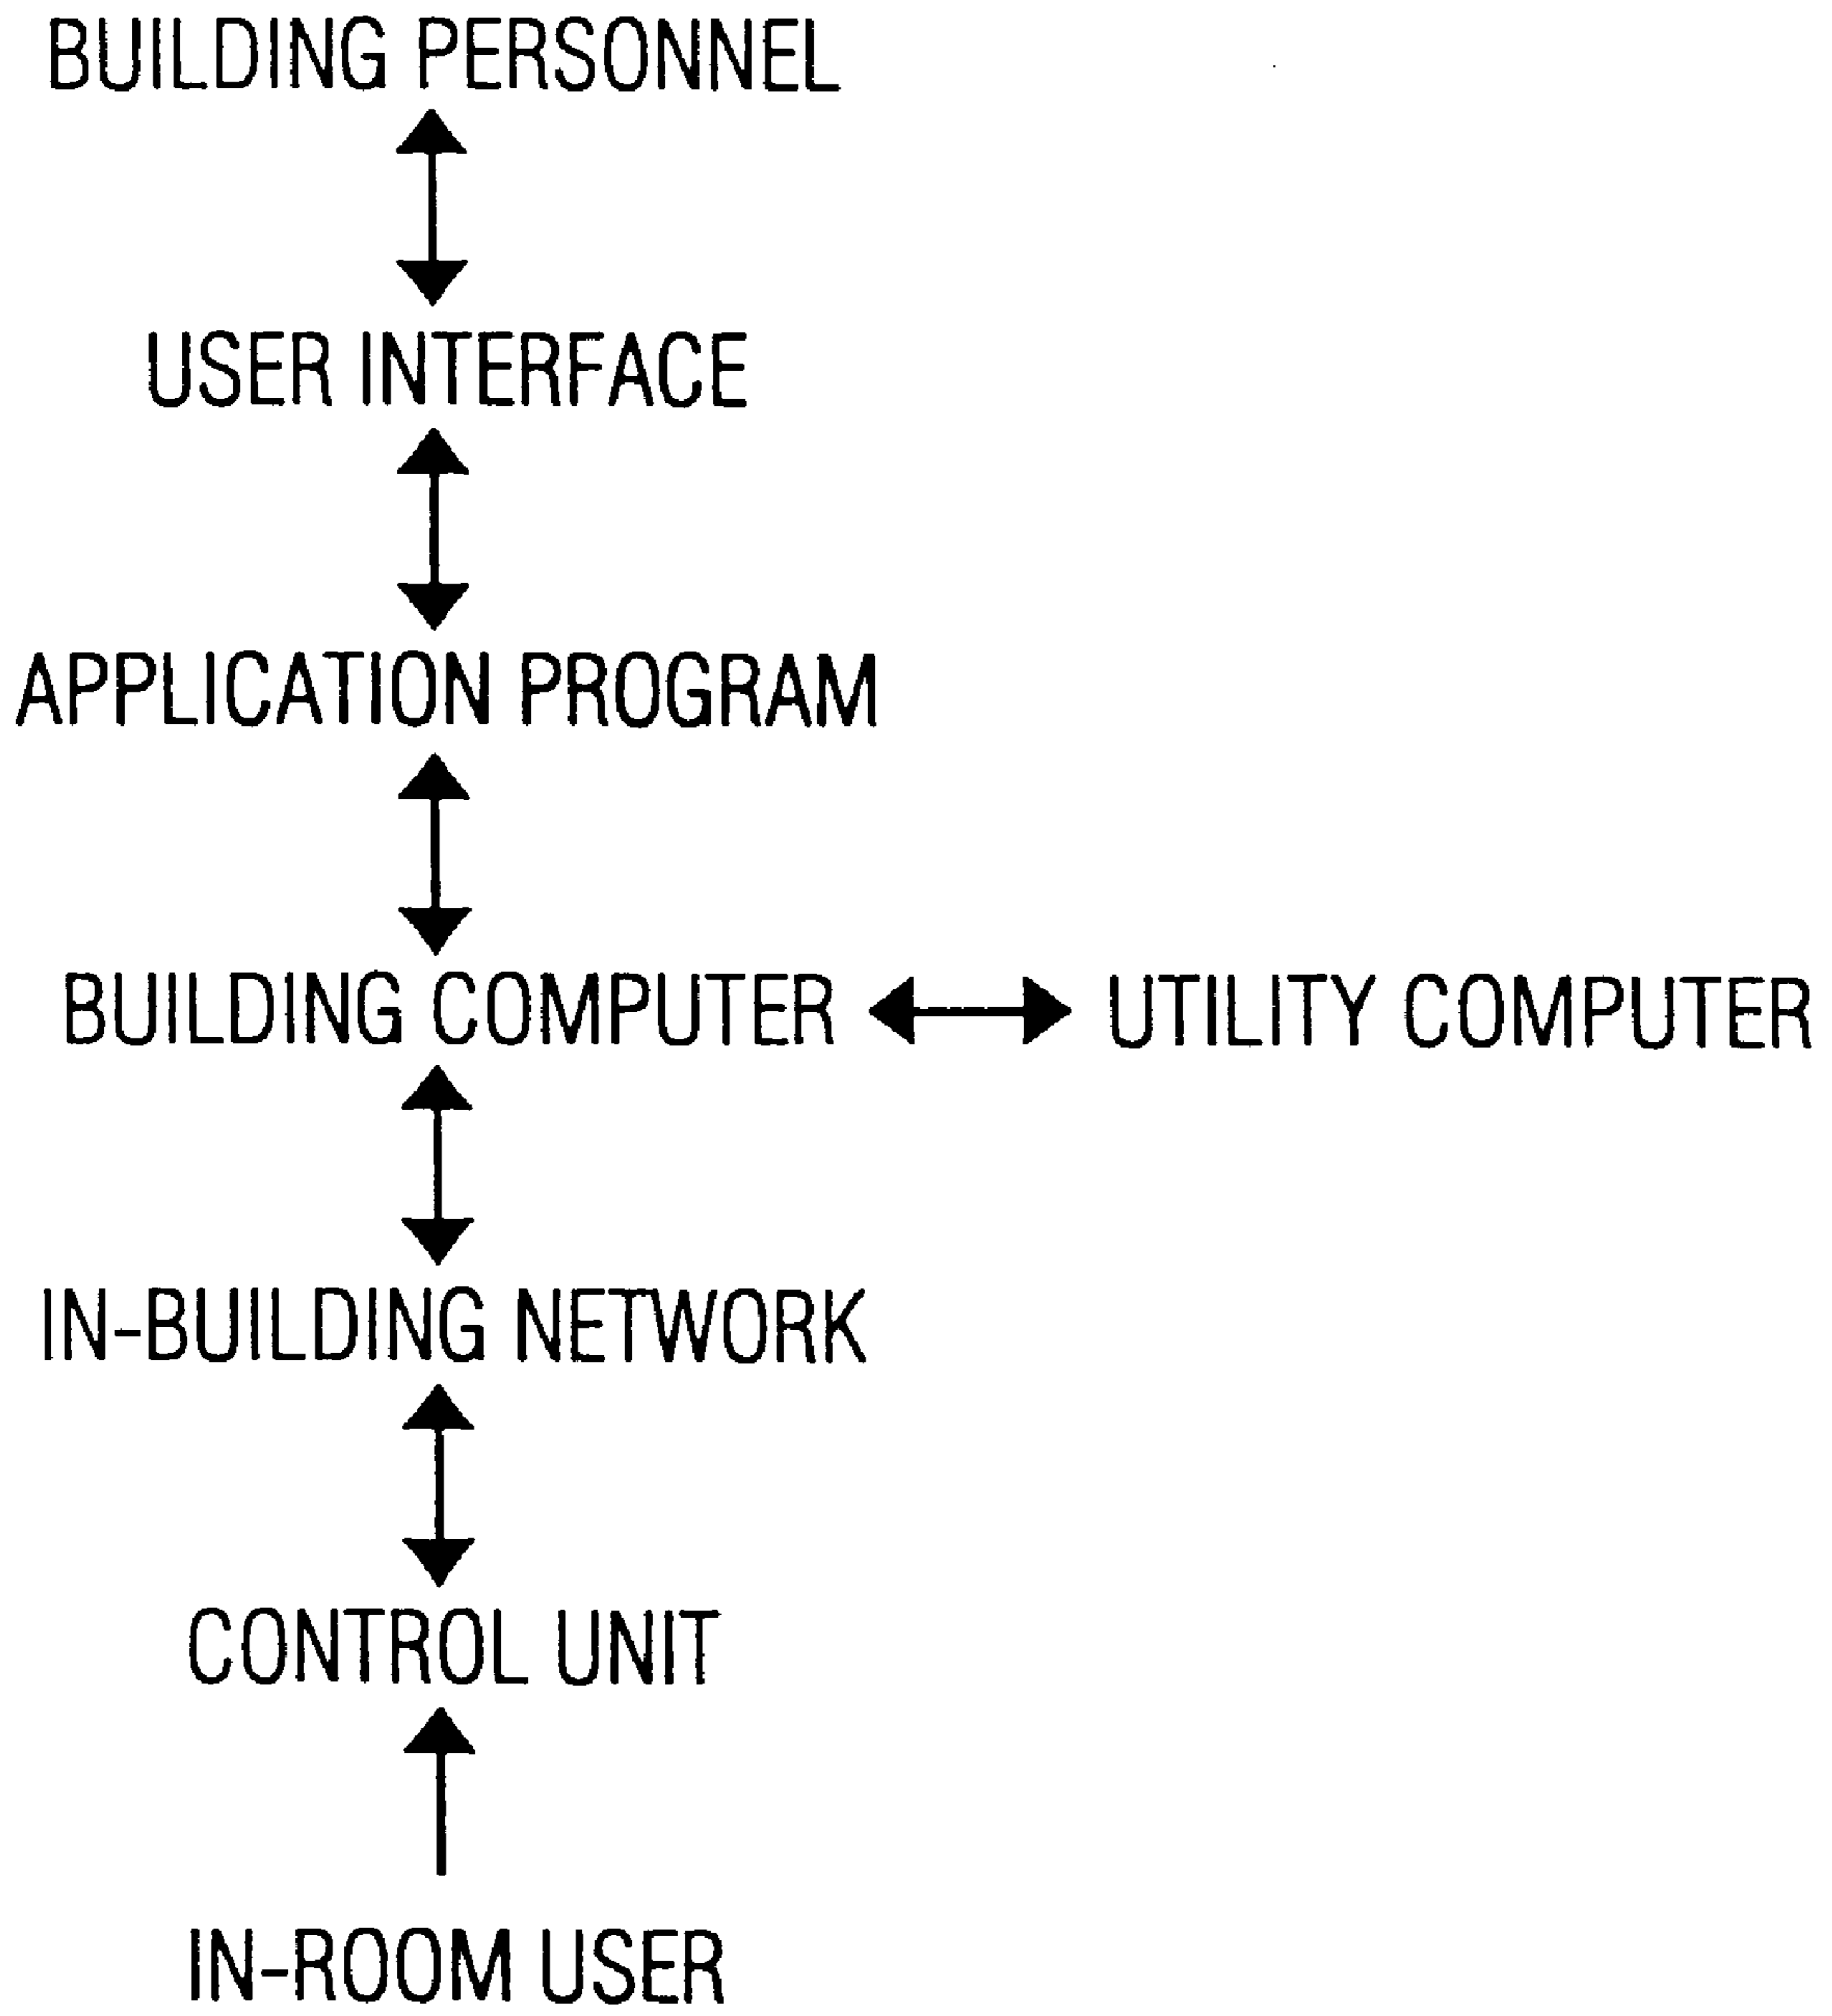 BUILDING PERSONNEL
USER INTERFACE
APPLICATION PROGRAM
BUILDING COMPUTER UTILITY COMPUTER
IN-BUILDING NETWORK
CONTROL UNIT
IN-ROOM USER